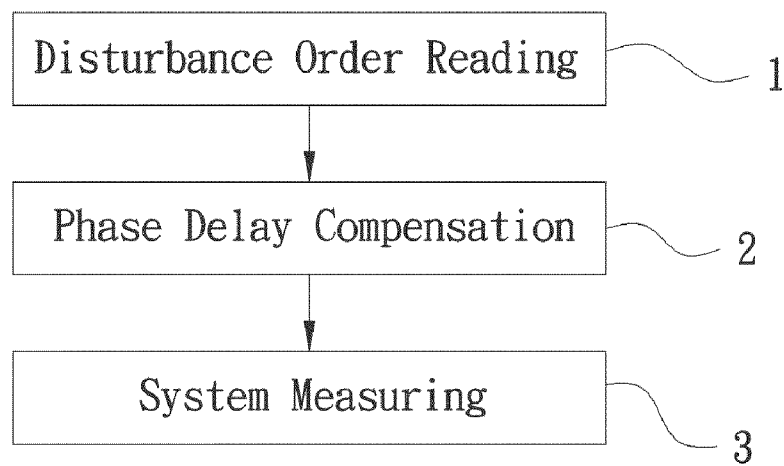 Disturbance Order Reading
1
Phase Delay Compensation
2
System Measuring
3